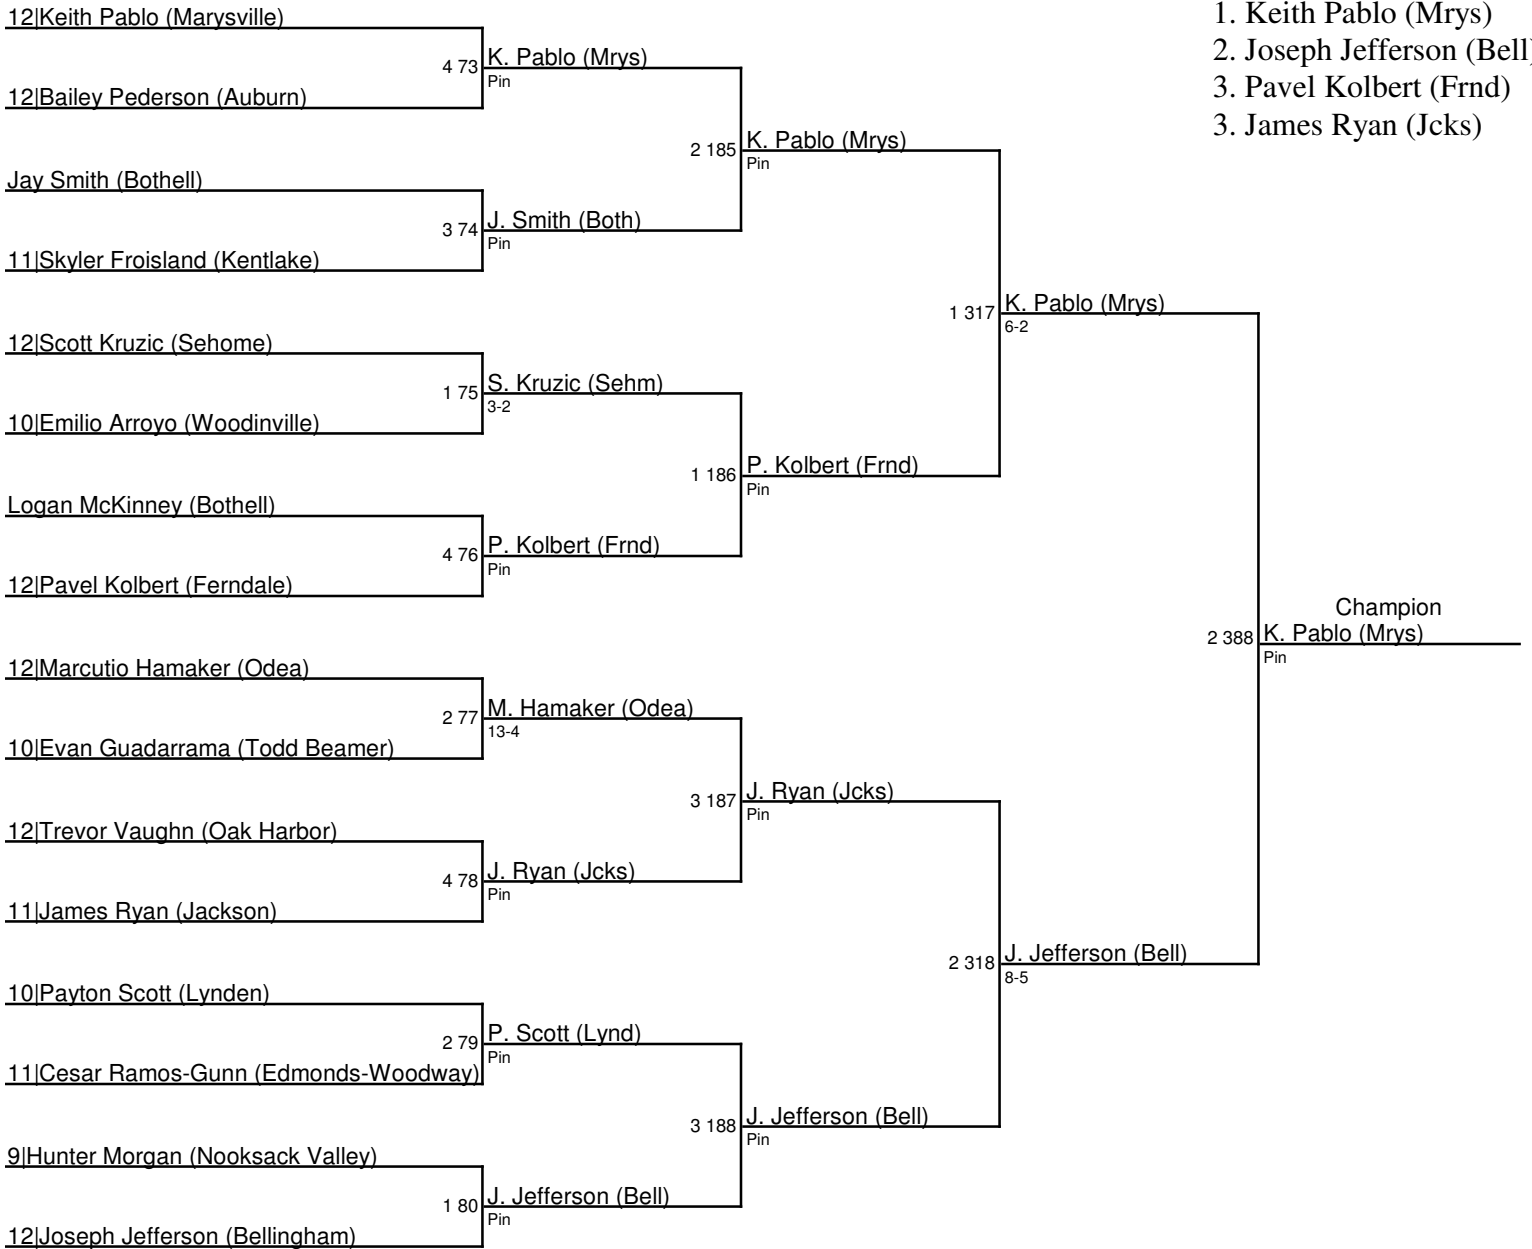 12|Keith Pablo (Marysville)
1. Keith Pablo (Mrys)
2. Joseph Jefferson (Bell)
3. Pavel Kolbert (Frnd)
3. James Ryan (Jcks)
4 73 K. Pablo (Mrys)
Pin
12|Bailey Pederson (Auburn)
2 185 K. Pablo (Mrys)
Pin
Jay Smith (Bothell)
3 74 J. Smith (Both)
Pin
11|Skyler Froisland (Kentlake)
1 317 K. Pablo (Mrys)
6-2
12|Scott Kruzic (Sehome)
1 75 S. Kruzic (Sehm)
3-2
10|Emilio Arroyo (Woodinville)
1 186 P. Kolbert (Frnd)
Pin
Logan McKinney (Bothell)
4 76 P. Kolbert (Frnd)
Pin
12|Pavel Kolbert (Ferndale)
Champion
2 388 K. Pablo (Mrys)
Pin
12|Marcutio Hamaker (Odea)
2 77 M. Hamaker (Odea)
13-4
10|Evan Guadarrama (Todd Beamer)
3 187 J. Ryan (Jcks)
Pin
12|Trevor Vaughn (Oak Harbor)
4 78 J. Ryan (Jcks)
Pin
11|James Ryan (Jackson)
2 318 J. Jefferson (Bell)
8-5
10|Payton Scott (Lynden)
2 79 P. Scott (Lynd)
Pin
11|Cesar Ramos-Gunn (Edmonds-Woodway)
3 188 J. Jefferson (Bell)
Pin
9|Hunter Morgan (Nooksack Valley)
1 80 J. Jefferson (Bell)
Pin
12|Joseph Jefferson (Bellingham)